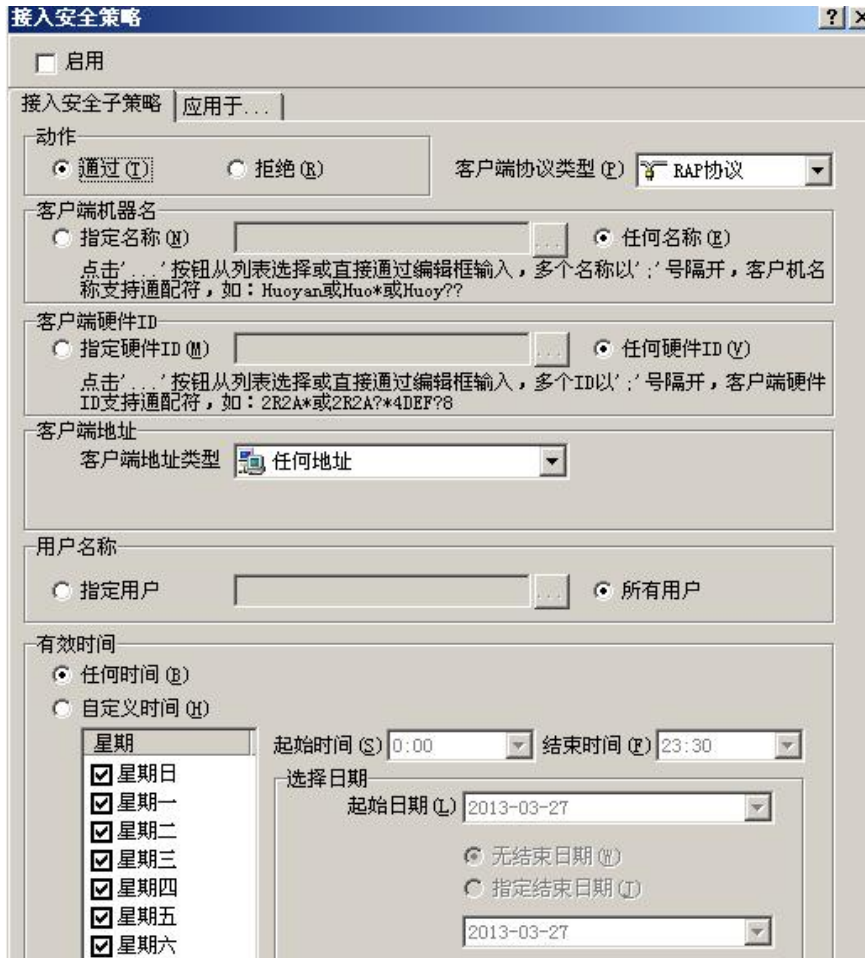 接入安全策略
启用
接入安全子策略 应用于...
动作
通过(T) 拒绝(R) 客户端协议类型(P) RAP协议
客户端机器名
指定名称(N) ... 任何名称(E)
点击'...'按钮从列表选择或直接通过编辑框输入，多个名称以';'号隔开，客户机名
称支持通配符，如：Huoyan或Huo*或Huoy??
客户端硬件ID
指定硬件ID(M) ... 任何硬件ID(V)
点击'...'按钮从列表选择或直接通过编辑框输入，多个ID以';'号隔开，客户端硬件
ID支持通配符，如：2R2A*或2R2A?*4DEF?8
客户端地址
客户端地址类型 任何地址
用户名称
指定用户 ... 所有用户
有效时间
任何时间(B)
自定义时间(H)
星期 起始时间(S) 0:00 结束时间(F) 23:30
星期日 选择日期
星期一 起始日期(L) 2013-03-27
星期二
星期三 无结束日期(W)
星期四 指定结束日期(J)
星期五
星期六 2013-03-27